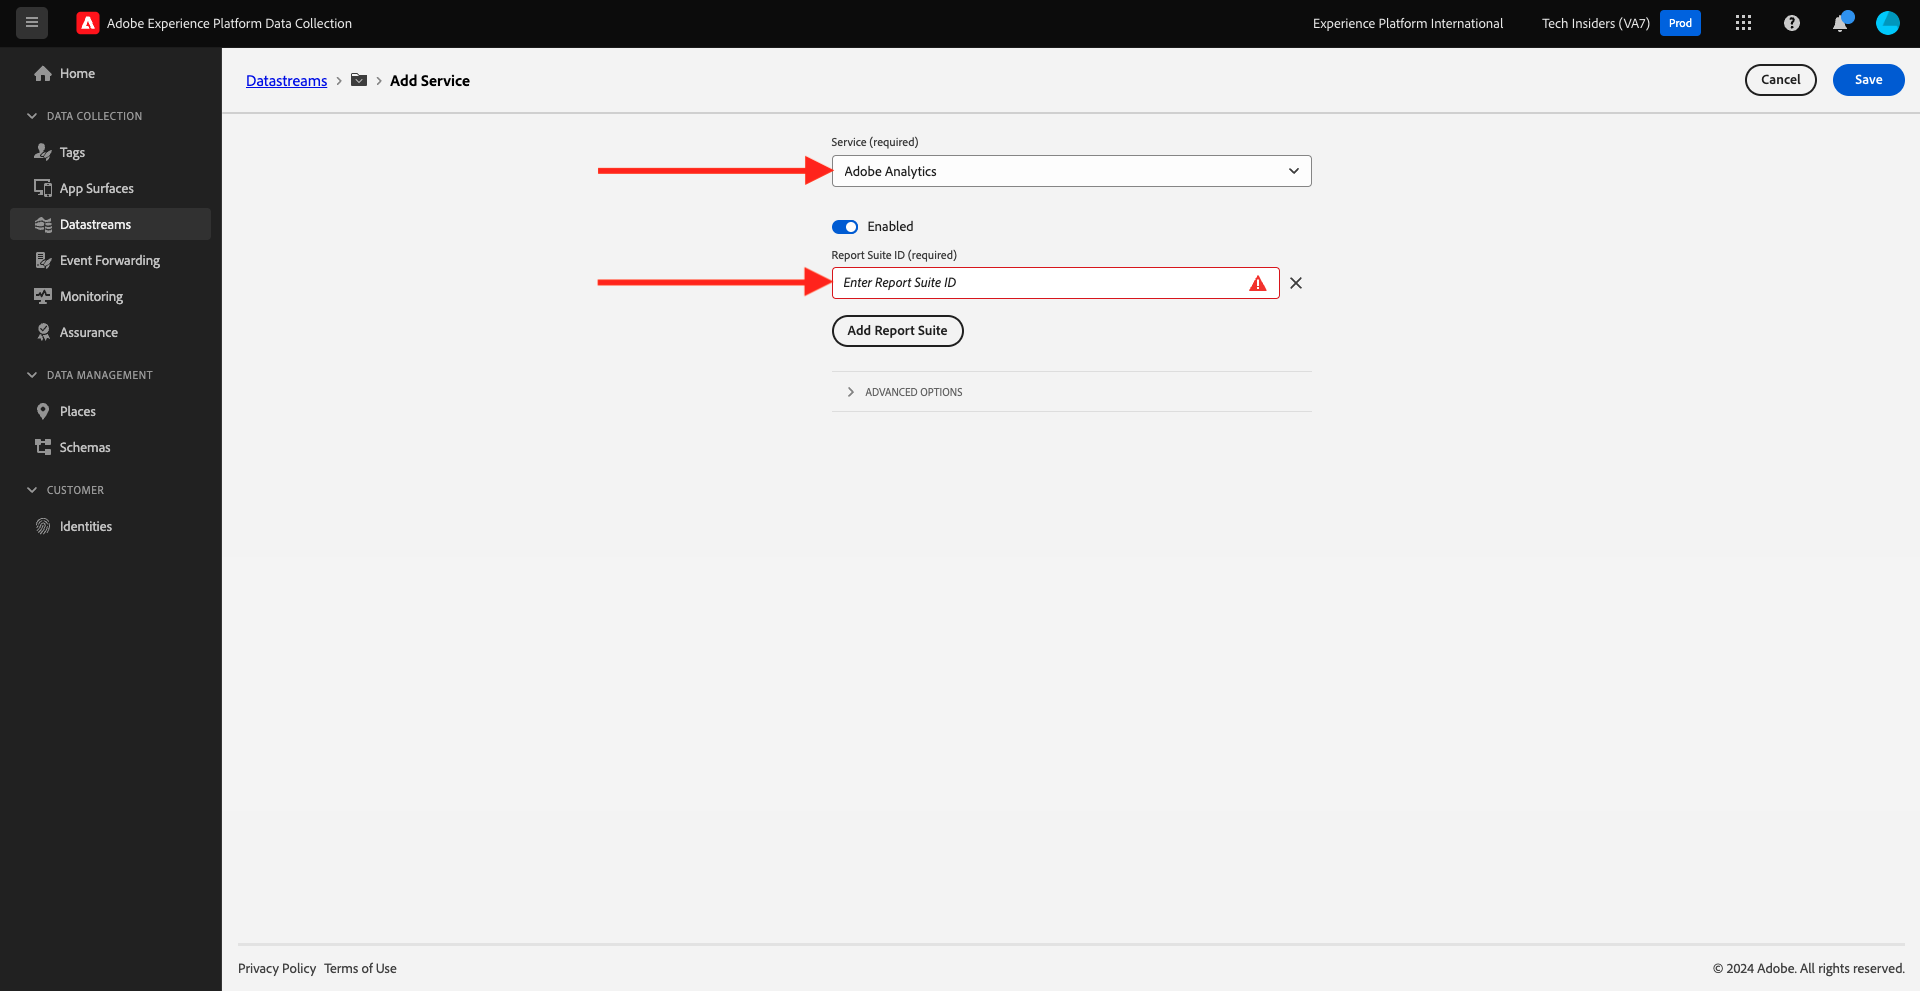 Adobe Experience Platform Data Collection
Experience Platform International
Tech Insiders (VA7)
Prod
Home
DATA COLLECTION
Tags
App Surfaces
Datastreams
Event Forwarding
Monitoring
Assurance
DATA MANAGEMENT
Places
Schemas
CUSTOMER
Identities
Datastreams > > Add Service
Cancel
Save
Service (required)
Adobe Analytics
Enabled
Report Suite ID (required)
Enter Report Suite ID
Add Report Suite
ADVANCED OPTIONS
Privacy Policy Terms of Use
© 2024 Adobe. All rights reserved.